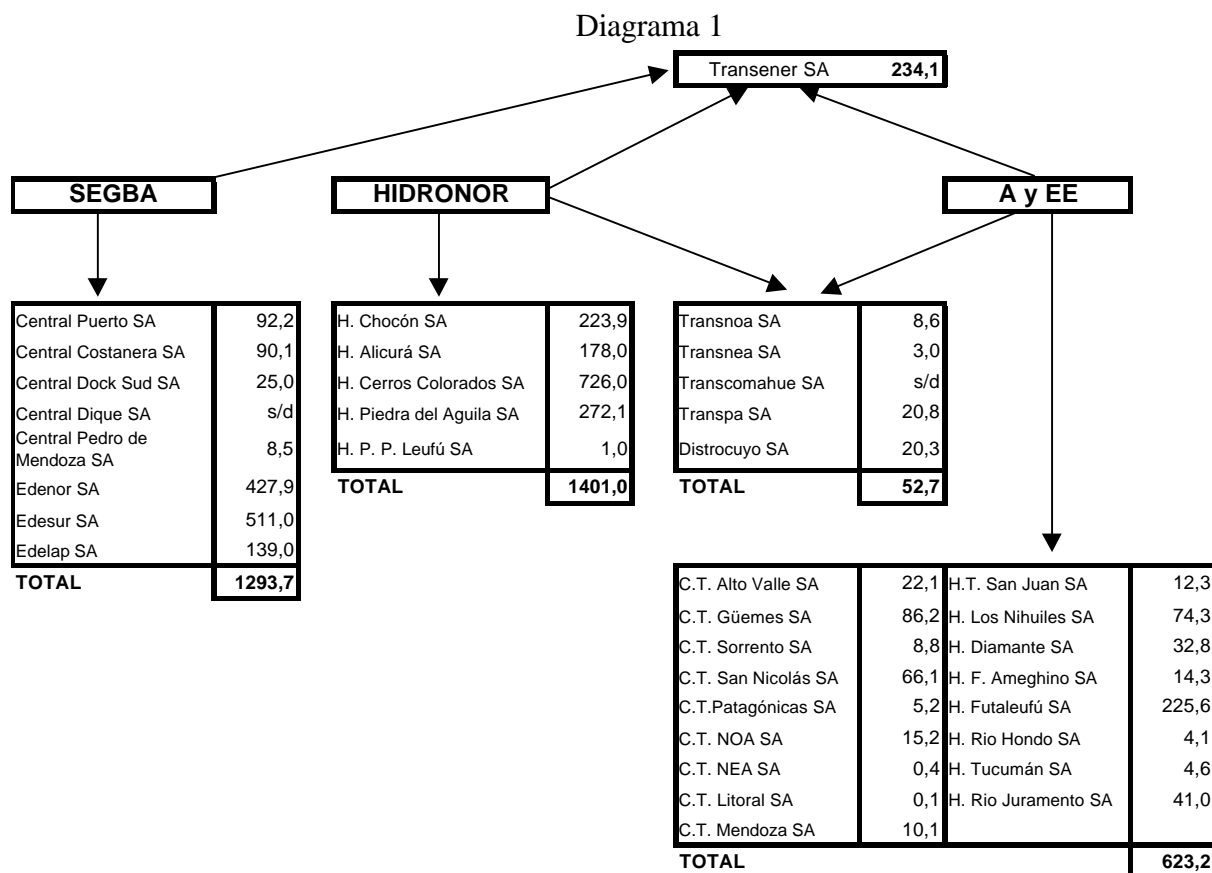 Diagrama 1
Transener SA 234,1
SEGBA
HIDRONOR
A y EE
Central Puerto SA 92,2
Central Costanera SA 90,1
Central Dock Sud SA 25,0
Central Dique SA s/d
Central Pedro de
Mendoza SA 8,5
Edenor SA 427,9
Edesur SA 511,0
Edelap SA 139,0
TOTAL 1293,7
H. Chocón SA 223,9
H. Alicurá SA 178,0
H. Cerros Colorados SA 726,0
H. Piedra del Aguila SA 272,1
H. P. P. Leufú SA 1,0
TOTAL 1401,0
Transnoa SA 8,6
Transnea SA 3,0
Transcomahue SA s/d
Transpa SA 20,8
Distrocuyo SA 20,3
TOTAL 52,7
C.T. Alto Valle SA 22,1 H.T. San Juan SA 12,3
C.T. Güemes SA 86,2 H. Los Nihuiles SA 74,3
C.T. Sorrento SA 8,8 H. Diamante SA 32,8
C.T. San Nicolás SA 66,1 H. F. Ameghino SA 14,3
C.T.Patagónicas SA 5,2 H. Futaleufú SA 225,6
C.T. NOA SA 15,2 H. Rio Hondo SA 4,1
C.T. NEA SA 0,4 H. Tucumán SA 4,6
C.T. Litoral SA 0,1 H. Rio Juramento SA 41,0
C.T. Mendoza SA 10,1
TOTAL 623,2